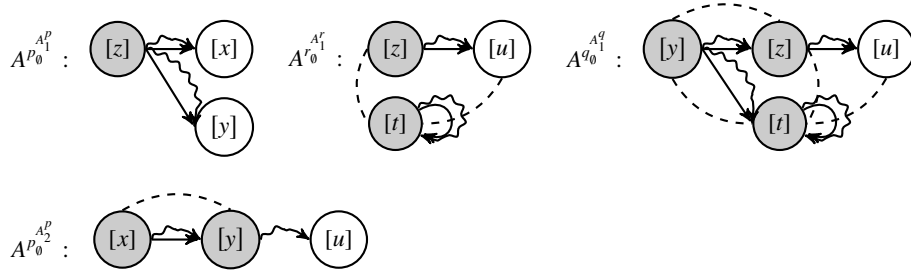 A^{p_∅^{A_1^p}} : [z] [x] A^{r_∅^{A_1^r}} : [z] [u] A^{q_∅^{A_1^q}} : [y] [z] [u]
[y] [t] [t]
A^{p_∅^{A_2^p}} : [x] [y] [u]